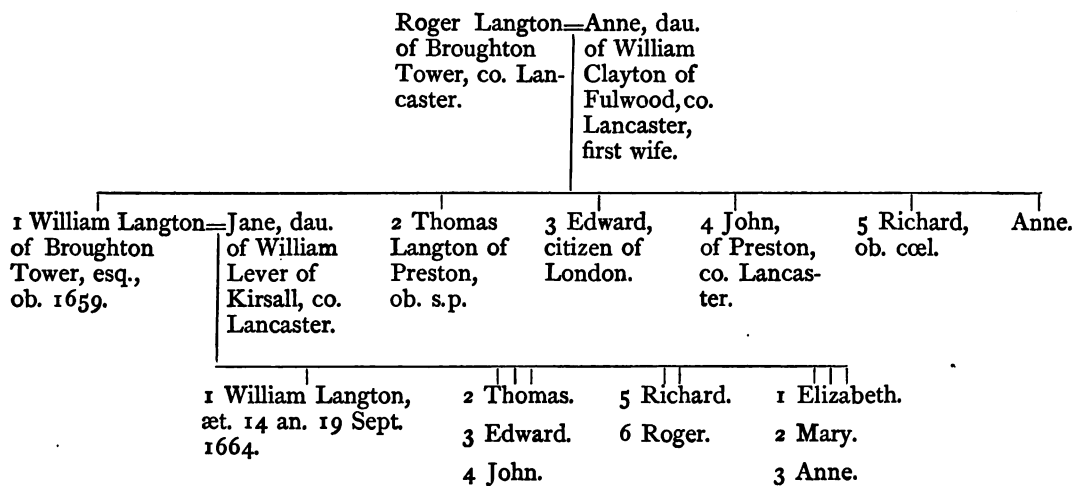 Roger Langton=Anne, dau.
of Broughton of William
Tower, co. Lan- Clayton of
caster. Fulwood, co.
Lancaster,
first wife.
1 William Langton=Jane, dau.
of Broughton of William
Tower, esq., Lever of
ob. 1659. Kirsall, co.
Lancaster.
2 Thomas
Langton of
Preston,
ob. s.p.
3 Edward,
citizen of
London.
4 John,
of Preston,
co. Lancas-
ter.
5 Richard,
ob. cœl.
Anne.
1 William Langton,
æt. 14 an. 19 Sept.
1664.
2 Thomas.
3 Edward.
4 John.
5 Richard.
6 Roger.
1 Elizabeth.
2 Mary.
3 Anne.